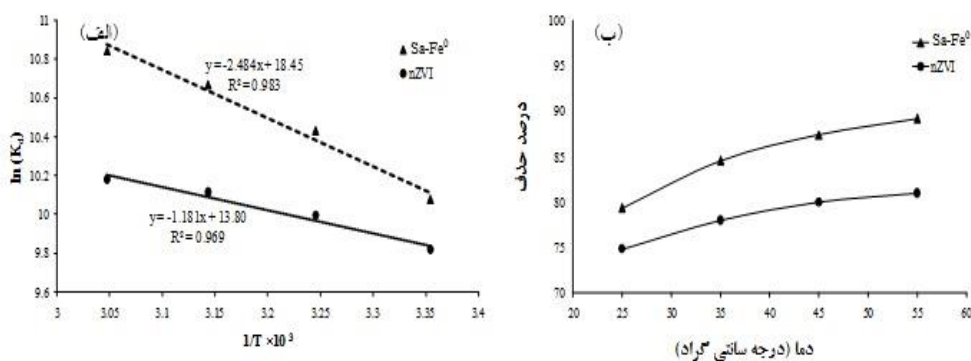 (الف)
11
10.8
10.6
10.4
10.2
10
9.8
9.6
ln (Kd)
3
3.05
3.1
3.15
3.2
3.25
3.3
3.35
3.4
1/T ×10⁻³
▲ Sa-Fe⁰
● nZVI
y = -2.484x + 18.45
R² = 0.983
y = -1.181x + 13.80
R² = 0.969
(ب)
100
95
90
85
80
75
70
درصد حذف
20
25
30
35
40
45
50
55
60
دما (درجه سانتی گراد)
▲ Sa-Fe⁰
● nZVI